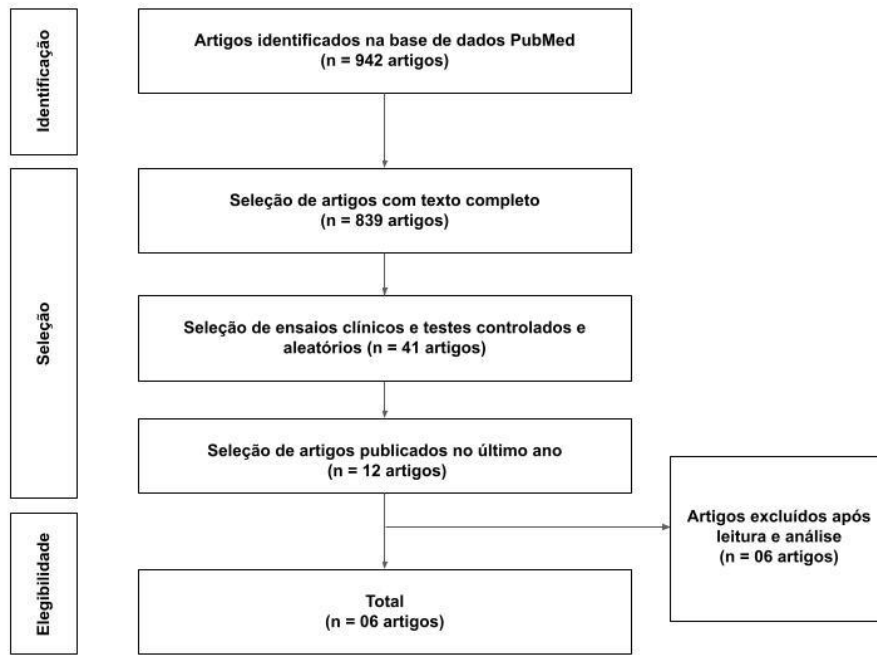 Identificação
Artigos identificados na base de dados PubMed
(n = 942 artigos)
Seleção
Seleção de artigos com texto completo
(n = 839 artigos)
Seleção de ensaios clínicos e testes controlados e
aleatórios (n = 41 artigos)
Seleção de artigos publicados no último ano
(n = 12 artigos)
Artigos excluídos após
leitura e análise
(n = 06 artigos)
Elegibilidade
Total
(n = 06 artigos)